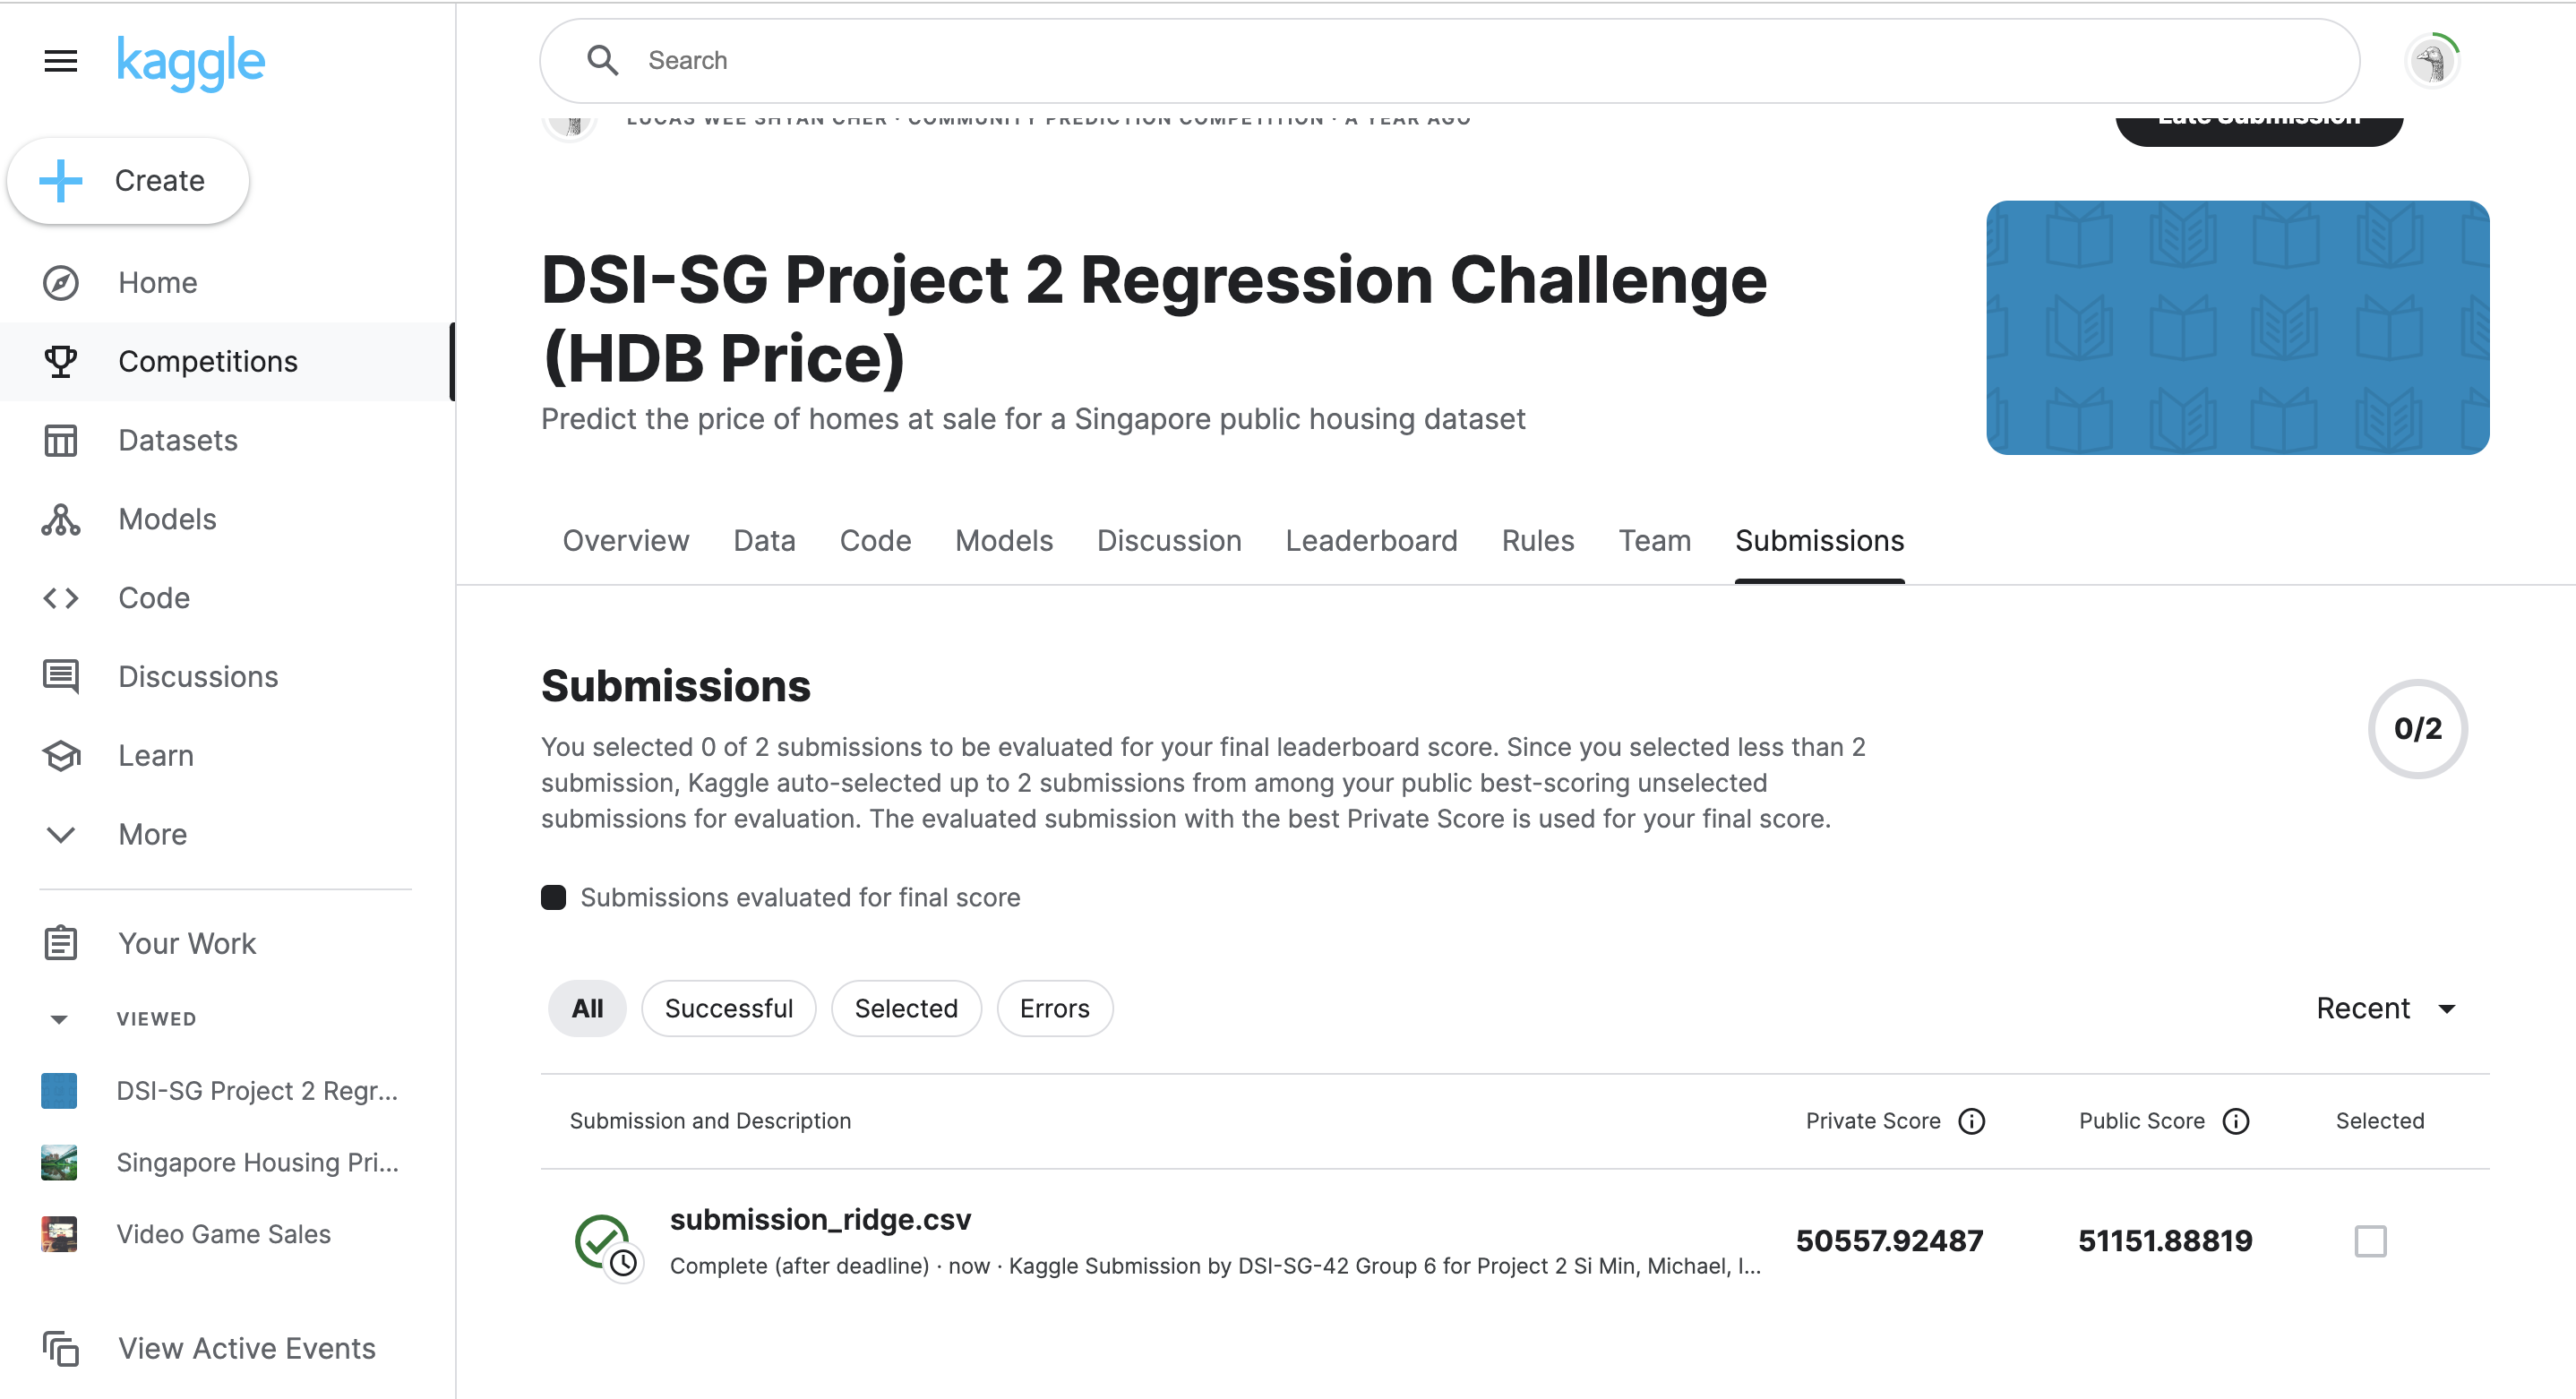 kaggle
Search
Create
Home
Competitions
Datasets
Models
Code
Discussions
Learn
More
Your Work
VIEWED
DSI-SG Project 2 Regr...
Singapore Housing Pri...
Video Game Sales
View Active Events
LUCAS WEE SHYAN CHER · COMMUNITY PREDICTION COMPETITION · A YEAR AGO
Late Submission
DSI-SG Project 2 Regression Challenge
(HDB Price)
Predict the price of homes at sale for a Singapore public housing dataset
Overview Data Code Models Discussion Leaderboard Rules Team Submissions
Submissions
0/2
You selected 0 of 2 submissions to be evaluated for your final leaderboard score. Since you selected less than 2
submission, Kaggle auto-selected up to 2 submissions from among your public best-scoring unselected
submissions for evaluation. The evaluated submission with the best Private Score is used for your final score.
Submissions evaluated for final score
All Successful Selected Errors
Recent
Submission and Description Private Score Public Score Selected
submission_ridge.csv
50557.92487 51151.88819
Complete (after deadline) · now · Kaggle Submission by DSI-SG-42 Group 6 for Project 2 Si Min, Michael, I...